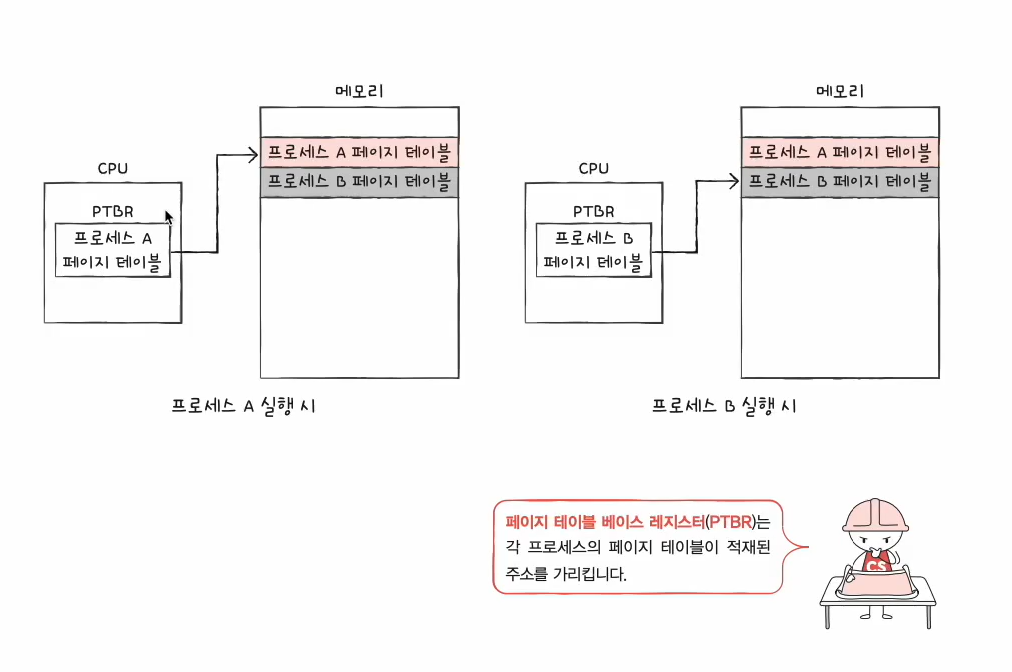 메모리
CPU
PTBR
프로세스 A
페이지 테이블
프로세스 A 페이지 테이블
프로세스 B 페이지 테이블
프로세스 A 실행 시
메모리
CPU
PTBR
프로세스 B
페이지 테이블
프로세스 A 페이지 테이블
프로세스 B 페이지 테이블
프로세스 B 실행 시
페이지 테이블 베이스 레지스터(PTBR)는
각 프로세스의 페이지 테이블이 적재된
주소를 가리킵니다.
CS